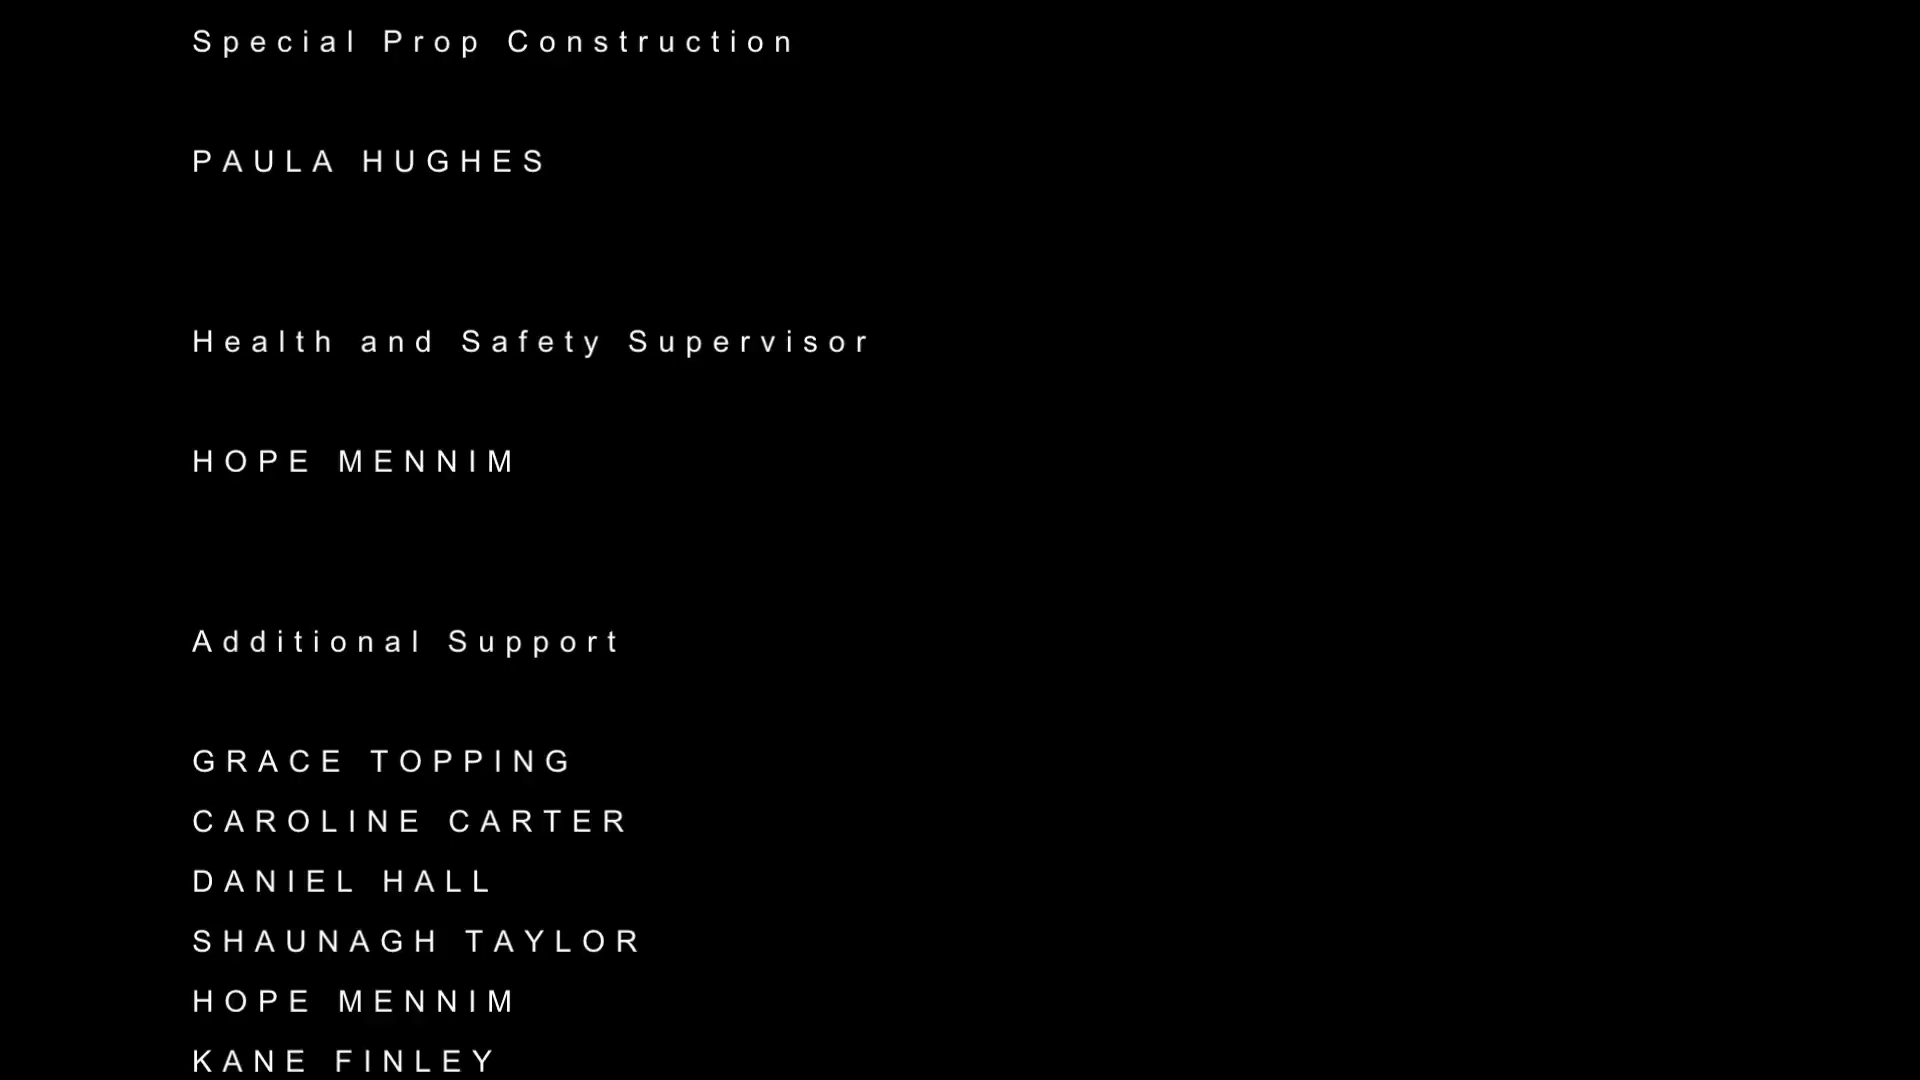 Special Prop Construction
PAULA HUGHES
Health and Safety Supervisor
HOPE MENNIM
Additional Support
GRACE TOPPING
CAROLINE CARTER
DANIEL HALL
SHAUNAGH TAYLOR
HOPE MENNIM
KANE FINLEY